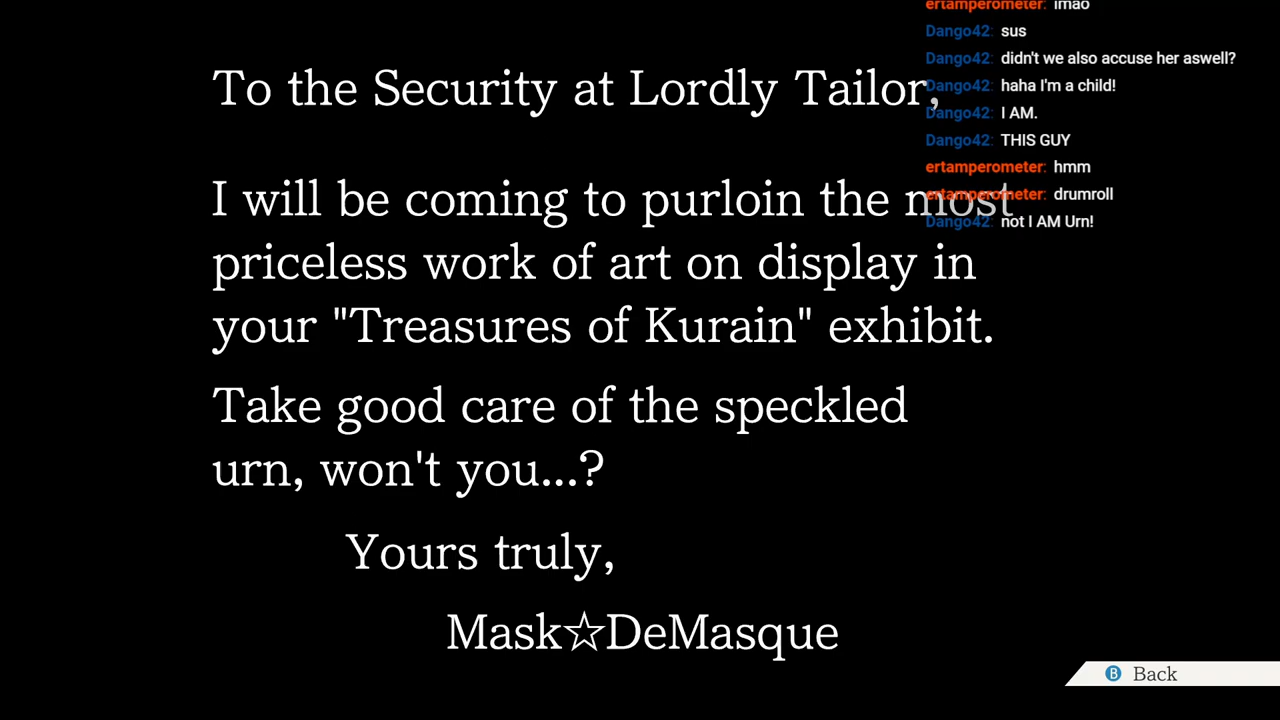 ertamperometer: imao
Dango42: sus
Dango42: didn't we also accuse her aswell?
Dango42: haha I'm a child!
Dango42: I AM.
Dango42: THIS GUY
ertamperometer: hmm
ertamperometer: drumroll
Dango42: not I AM Urn!
To the Security at Lordly Tailor,
I will be coming to purloin the most
priceless work of art on display in
your "Treasures of Kurain" exhibit.
Take good care of the speckled
urn, won't you...?
Yours truly,
Mask☆DeMasque
B Back